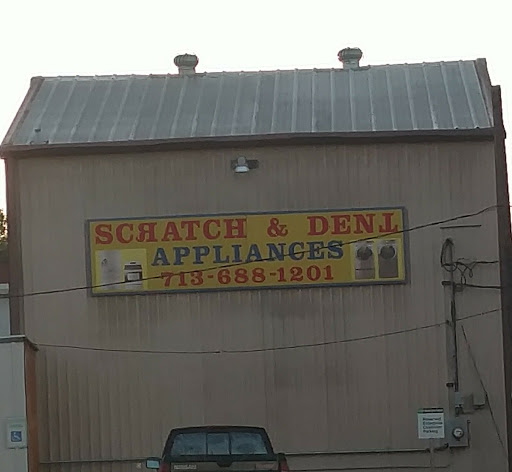 SCRATCH & DENT
APPLIANCES
713-688-1201